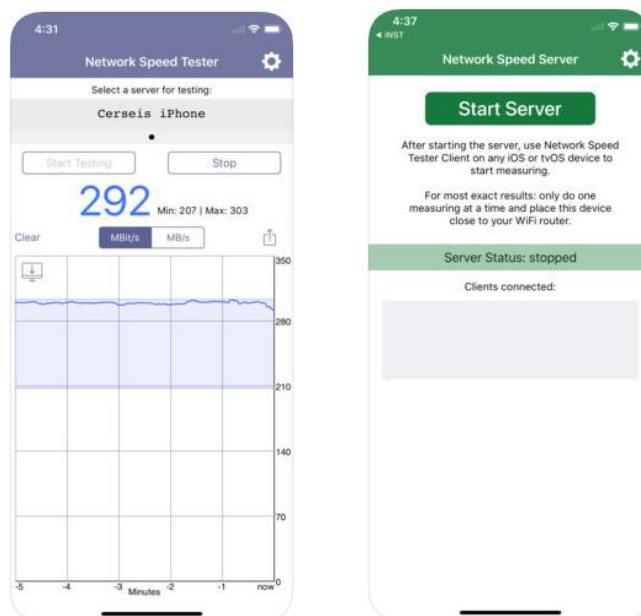 4:31
Network Speed Tester
Select a server for testing:
Cerseis iPhone
Start Testing
Stop
292 Min: 207 | Max: 303
Clear
MBit/s
MB/s
350
280
210
140
70
0
-5 -4 -3 -2 -1 now
Minutes
4:37
◀ INST
Network Speed Server
Start Server
After starting the server, use Network Speed
Tester Client on any iOS or tvOS device to
start measuring.
For most exact results: only do one
measuring at a time and place this device
close to your WiFi router.
Server Status: stopped
Clients connected: